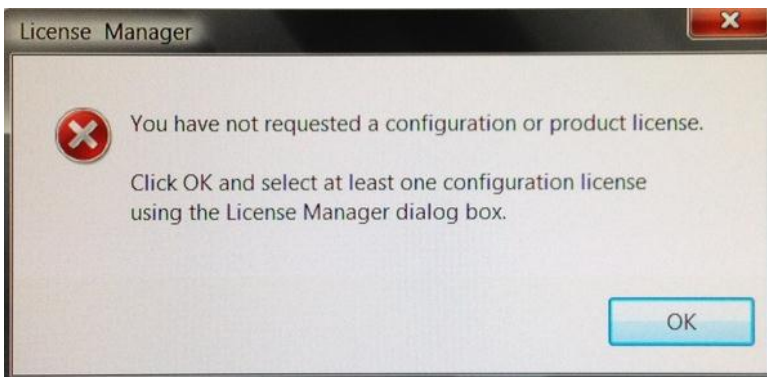 License Manager
You have not requested a configuration or product license.
Click OK and select at least one configuration license
using the License Manager dialog box.
OK